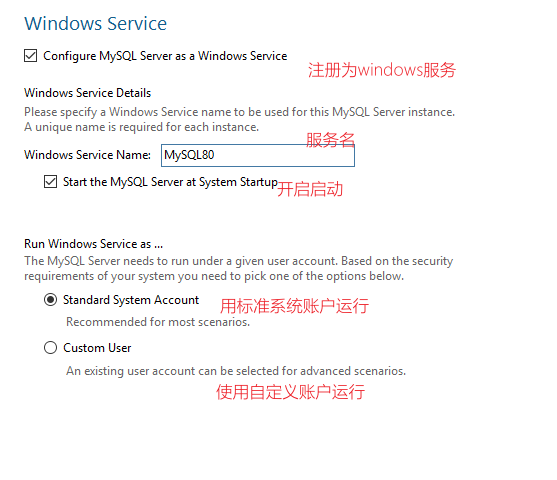 Windows Service
Configure MySQL Server as a Windows Service
注册为windows服务
Windows Service Details
Please specify a Windows Service name to be used for this MySQL Server instance.
A unique name is required for each instance.
服务名
Windows Service Name: MySQL80
Start the MySQL Server at System Startup
开启启动
Run Windows Service as ...
The MySQL Server needs to run under a given user account. Based on the security
requirements of your system you need to pick one of the options below.
Standard System Account
用标准系统账户运行
Recommended for most scenarios.
Custom User
An existing user account can be selected for advanced scenarios.
使用自定义账户运行